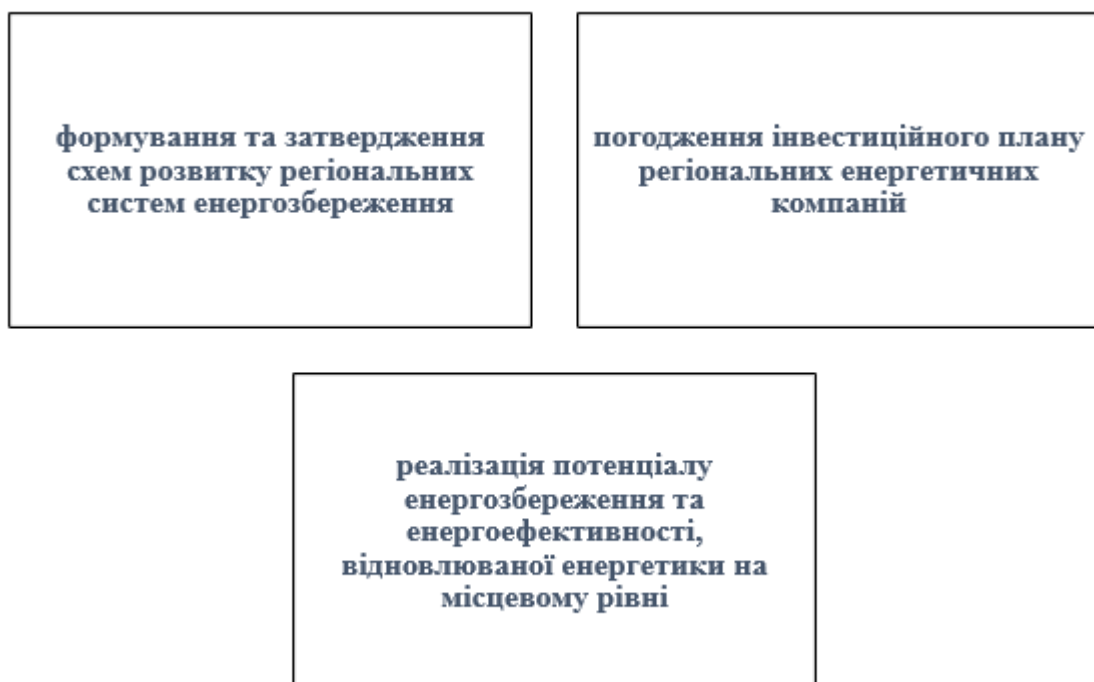 формування та затвердження
схем розвитку регіональних
систем енергозбереження
погодження інвестиційного плану
регіональних енергетичних
компаній
реалізація потенціалу
енергозбереження та
енергоефективності,
відновлюваної енергетики на
місцевому рівні